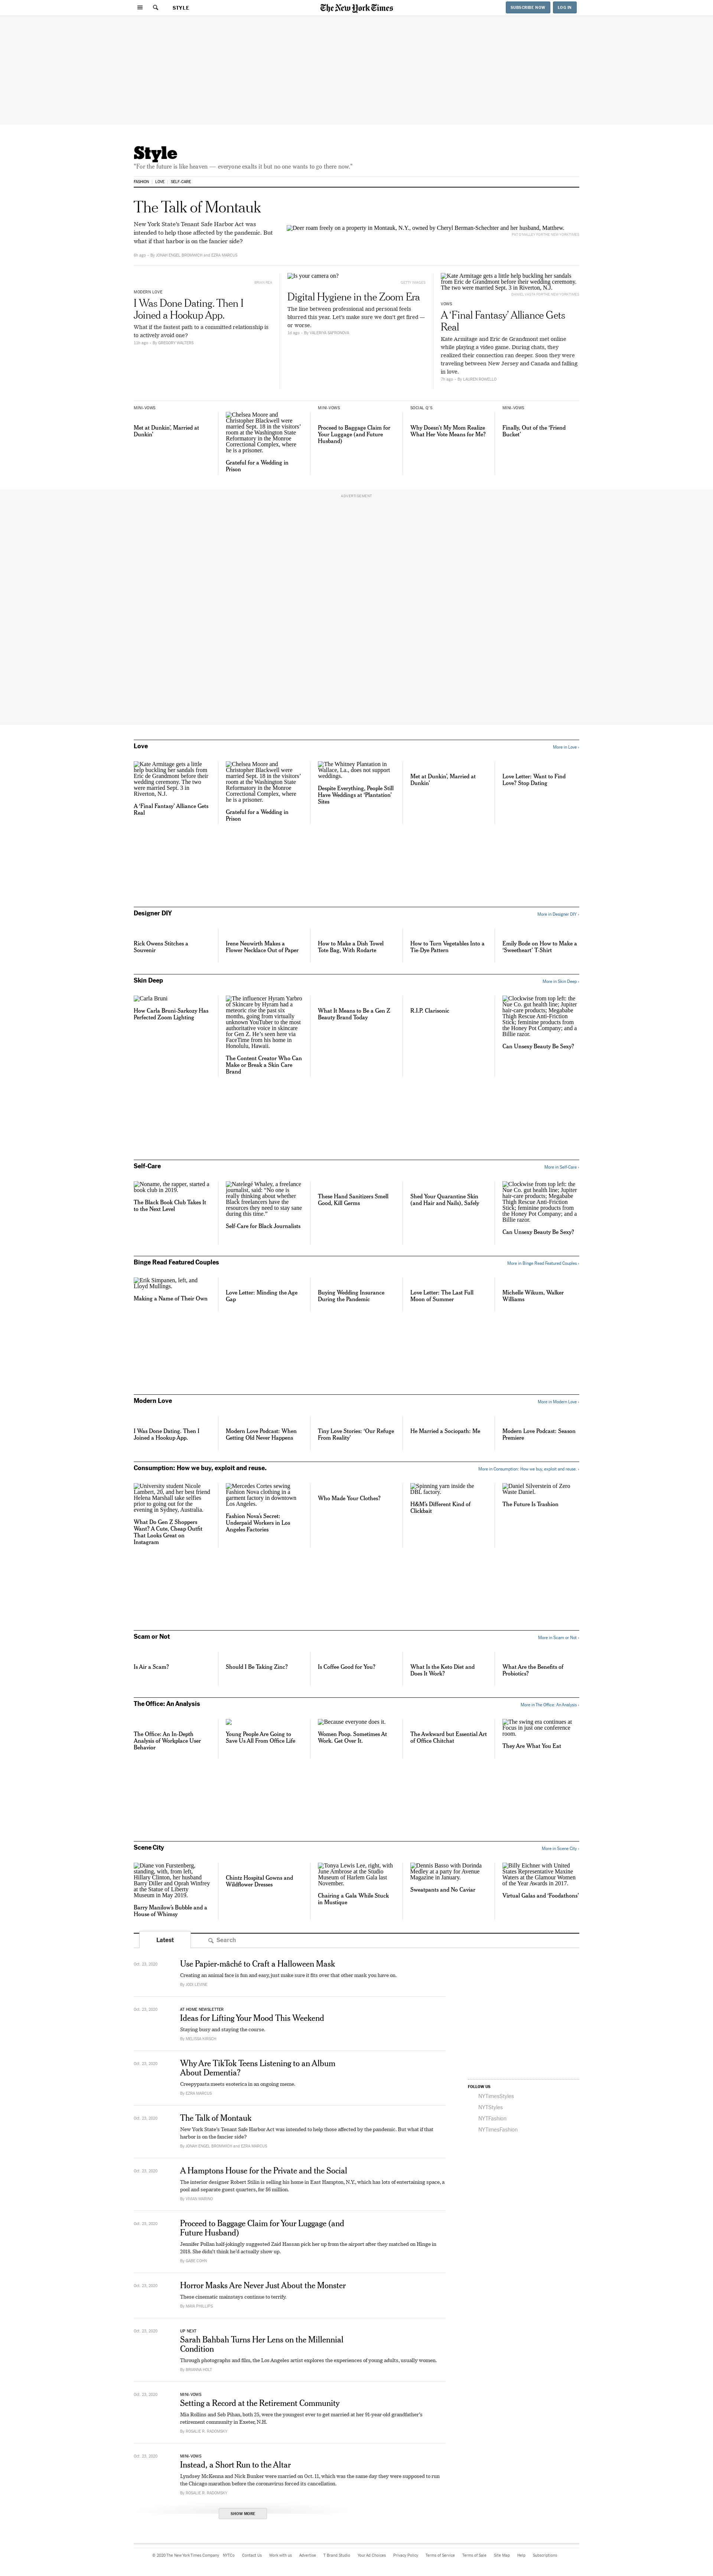 STYLE
The New York Times
SUBSCRIBE NOW
LOG IN
Style
"For the future is like heaven — everyone exalts it but no one wants to go there now."
FASHION
LOVE
SELF-CARE
The Talk of Montauk
New York State's Tenant Safe Harbor Act was
intended to help those affected by the pandemic. But
what if that harbor is on the fancier side?
By JONAH ENGEL BROMWICH and EZRA MARCUS
Deer roam freely on a property in Montauk, N.Y., owned by Cheryl Berman-Schechter and her husband, Matthew.
MODERN LOVE
I Was Done Dating. Then I
Joined a Hookup App.
What if the fastest path to a committed relationship is
to actively avoid one?
By GREGORY WALTERS
Is your camera on?
GETTY IMAGES
Digital Hygiene in the Zoom Era
The line between professional and personal feels
blurred this year. Let's make sure we don't get fired —
or worse.
By VALERIYA SAFRONOVA
Kate Armitage gets a little help buckling her sandals
from Eric de Grandmont before their wedding ceremony.
The two were married Sept. 3 in Riverton, N.J.
VOWS
A 'Final Fantasy' Alliance Gets
Real
Kate Armitage and Eric de Grandmont met online
while playing a video game. During chats, they
realized their connection ran deeper. Soon they were
traveling between New Jersey and Canada and falling
in love.
By LAUREN ROWELLO
MINI-VOWS
Met at Dunkin', Married at
Dunkin'
Chelsea Moore and
Christopher Blackwell were
married Sept. 18 in the visitors'
room at the Washington State
Reformatory in the Monroe
Correctional Complex, where
he is a prisoner.
Grateful for a Wedding in
Prison
MINI-VOWS
Proceed to Baggage Claim for
Your Luggage (and Future
Husband)
SOCIAL Q'S
Why Doesn't My Mom Realize
What Her Vote Means for Me?
MINI-VOWS
Finally, Out of the 'Friend
Bucket'
ADVERTISEMENT
Love
More in Love ›
Kate Armitage gets a little
help buckling her sandals from
Eric de Grandmont before their
wedding ceremony. The two
were married Sept. 3 in
Riverton, N.J.
A 'Final Fantasy' Alliance Gets
Real
Chelsea Moore and
Christopher Blackwell were
married Sept. 18 in the visitors'
room at the Washington State
Reformatory in the Monroe
Correctional Complex, where
he is a prisoner.
Grateful for a Wedding in
Prison
The Whitney Plantation in
Wallace, La., does not support
weddings.
Despite Everything, People Still
Have Weddings at 'Plantation'
Sites
Met at Dunkin', Married at
Dunkin'
Love Letter: Want to Find
Love? Stop Dating
Designer DIY
More in Designer DIY ›
Rick Owens Stitches a
Souvenir
Irene Neuwirth Makes a
Flower Necklace Out of Paper
How to Make a Dish Towel
Tote Bag, With Rodarte
How to Turn Vegetables Into a
Tie-Dye Pattern
Emily Bode on How to Make a
'Sweetheart' T-Shirt
Skin Deep
More in Skin Deep ›
Carla Bruni
How Carla Bruni-Sarkozy Has
Perfected Zoom Lighting
The influencer Hyram Yarbro
of Skincare by Hyram had a
meteoric rise the past six
months, going from virtually
unknown YouTuber to the most
authoritative voice in skincare
for Gen Z. He's seen here via
FaceTime from his home in
Honolulu, Hawaii.
The Content Creator Who Can
Make or Break a Skin Care
Brand
What It Means to Be a Gen Z
Beauty Brand Today
R.I.P. Clarisonic
Clockwise from top left: the
Nue Co. gut health line; Jupiter
hair-care products; Megababe
Thigh Rescue Anti-Friction
Stick; feminine products from
the Honey Pot Company; and a
Billie razor.
Can Unsexy Beauty Be Sexy?
Self-Care
More in Self-Care ›
Noname, the rapper, started a
book club in 2019.
The Black Book Club Takes It
to the Next Level
Natelegé Whaley, a freelance
journalist, said: "No one is
really thinking about whether
Black freelancers have the
resources they need to stay sane
during this time."
Self-Care for Black Journalists
These Hand Sanitizers Smell
Good, Kill Germs
Shed Your Quarantine Skin
(and Hair and Nails), Safely
Clockwise from top left: the
Nue Co. gut health line; Jupiter
hair-care products; Megababe
Thigh Rescue Anti-Friction
Stick; feminine products from
the Honey Pot Company; and a
Billie razor.
Can Unsexy Beauty Be Sexy?
Binge Read Featured Couples
More in Binge Read Featured Couples ›
Erik Simpanen, left, and
Lloyd Mullings.
Making a Name of Their Own
Love Letter: Minding the Age
Gap
Buying Wedding Insurance
During the Pandemic
Love Letter: The Last Full
Moon of Summer
Michelle Wikum, Walker
Williams
Modern Love
More in Modern Love ›
I Was Done Dating. Then I
Joined a Hookup App.
Modern Love Podcast: When
Getting Old Never Happens
Tiny Love Stories: 'Our Refuge
From Reality'
He Married a Sociopath: Me
Modern Love Podcast: Season
Premiere
Consumption: How we buy, exploit and reuse.
More in Consumption: How we buy, exploit and reuse. ›
University student Nicole
Lambert, 20, and her best friend
Helena Marshall take selfies
prior to going out for the
evening in Sydney, Australia.
What Do Gen Z Shoppers
Want? A Cute, Cheap Outfit
That Looks Great on
Instagram
Mercedes Cortes sewing
Fashion Nova clothing in a
garment factory in downtown
Los Angeles.
Fashion Nova's Secret:
Underpaid Workers in Los
Angeles Factories
Who Made Your Clothes?
Spinning yarn inside the
DBL factory.
H&M's Different Kind of
Clickbait
Daniel Silverstein of Zero
Waste Daniel.
The Future Is Trashion
Scam or Not
More in Scam or Not ›
Is Air a Scam?
Should I Be Taking Zinc?
Is Coffee Good for You?
What Is the Keto Diet and
Does It Work?
What Are the Benefits of
Probiotics?
The Office: An Analysis
More in The Office: An Analysis ›
The Office: An In-Depth
Analysis of Workplace User
Behavior
Young People Are Going to
Save Us All From Office Life
Because everyone does it.
Women Poop. Sometimes At
Work. Get Over It.
The Awkward but Essential Art
of Office Chitchat
The swing era continues at
Focus in just one conference
room.
They Are What You Eat
Scene City
More in Scene City ›
Diane von Furstenberg,
standing, with, from left,
Hillary Clinton, her husband
Barry Diller and Oprah Winfrey
at the Statue of Liberty
Museum in May 2019.
Barry Manilow's Bubble and a
House of Whimsy
Chintz Hospital Gowns and
Wildflower Dresses
Tonya Lewis Lee, right, with
June Ambrose at the Studio
Museum of Harlem Gala last
November.
Chairing a Gala While Stuck
in Mustique
Dennis Basso with Dorinda
Medley at a party for Avenue
Magazine in January.
Sweatpants and No Caviar
Billy Eichner with United
States Representative Maxine
Waters at the Glamour Women
of the Year Awards in 2017.
Virtual Galas and 'Foodathons'
Latest
Search
Use Papier-mâché to Craft a Halloween Mask
Creating an animal face is fun and easy, just make sure it fits over that other mask you have on.
By JODI LEVINE
AT HOME NEWSLETTER
Ideas for Lifting Your Mood This Weekend
Staying busy and staying the course.
By MELISSA KIRSCH
Oct. 23, 2020
Why Are TikTok Teens Listening to an Album
About Dementia?
Creepypasta meets esoterica in an ongoing meme.
By EZRA MARCUS
Oct. 23, 2020
The Talk of Montauk
New York State's Tenant Safe Harbor Act was intended to help those affected by the pandemic. But what if that
harbor is on the fancier side?
By JONAH ENGEL BROMWICH and EZRA MARCUS
Oct. 23, 2020
A Hamptons House for the Private and the Social
The interior designer Robert Stilin is selling his home in East Hampton, N.Y., which has lots of entertaining space, a
pool and separate guest quarters, for $6 million.
By VIVIAN MARINO
Oct. 23, 2020
Proceed to Baggage Claim for Your Luggage (and
Future Husband)
Jennifer Pollan half-jokingly suggested Zaid Hassan pick her up from the airport after they matched on Hinge in
2018. She didn't think he'd actually show up.
By GABE COHN
Oct. 23, 2020
Horror Masks Are Never Just About the Monster
These cinematic mainstays continue to terrify.
By MAYA PHILLIPS
Oct. 23, 2020
UP NEXT
Sarah Bahbah Turns Her Lens on the Millennial
Condition
Through photographs and film, the Los Angeles artist explores the experiences of young adults, usually women.
By BRIANNA HOLT
Oct. 23, 2020
MINI-VOWS
Setting a Record at the Retirement Community
Mia Rollins and Seb Pihan, both 25, were the youngest ever to get married at her 91-year-old grandfather's
retirement community in Exeter, N.H.
By ROSALIE R. RADOMSKY
Oct. 23, 2020
MINI-VOWS
Instead, a Short Run to the Altar
Lyndsey McKenna and Nick Bunker were married on Oct. 11, which was the same day they were supposed to run
the Chicago marathon before the coronavirus forced its cancellation.
By ROSALIE R. RADOMSKY
SHOW MORE
FOLLOW US
NYTimesStyles
NYTStyles
NYTFashion
NYTimesFashion
© 2020 The New York Times Company
NYTCo
Contact Us
Work with us
Advertise
T Brand Studio
Your Ad Choices
Privacy Policy
Terms of Service
Terms of Sale
Site Map
Help
Subscriptions